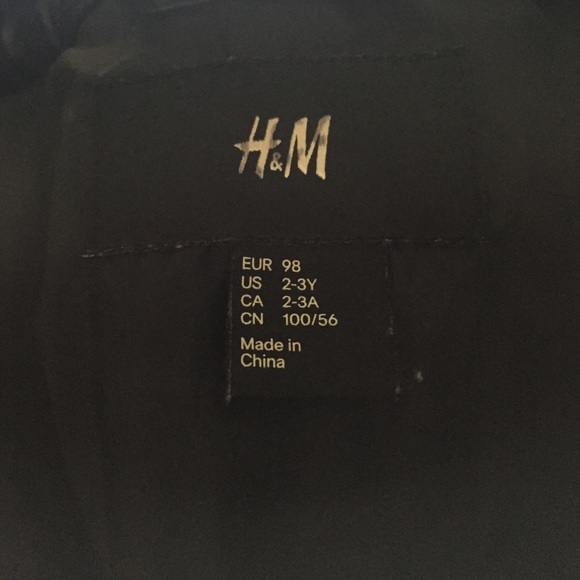 H&M
EUR 98
US 2-3Y
CA 2-3A
CN 100/56
Made in
China